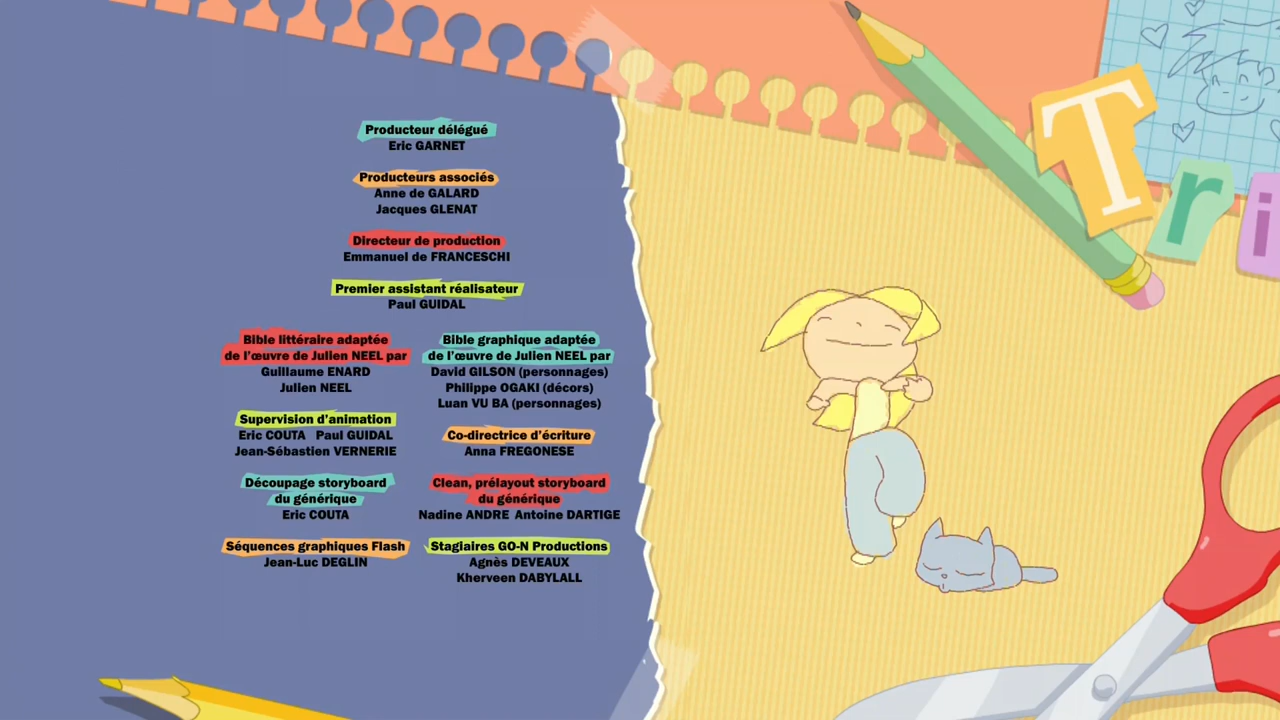 Producteur délégué
Eric GARNET
Producteurs associés
Anne de GALARD
Jacques GLENAT
Directeur de production
Emmanuel de FRANCESCHI
Premier assistant réalisateur
Paul GUIDAL
Bible littéraire adaptée
de l'œuvre de Julien NEEL par
Guillaume ENARD
Julien NEEL
Bible graphique adaptée
de l'œuvre de Julien NEEL par
David GILSON (personnages)
Philippe OGAKI (décors)
Luan VU BA (personnages)
Supervision d'animation
Eric COUTA Paul GUIDAL
Jean-Sébastien VERNERIE
Co-directrice d'écriture
Anna FREGONESE
Découpage storyboard
du générique
Eric COUTA
Clean, prélayout storyboard
du générique
Nadine ANDRE Antoine DARTIGE
Séquences graphiques Flash
Jean-Luc DEGLIN
Stagiaires GO-N Productions
Agnès DEVEAUX
Kherveen DABYLALL
Tri